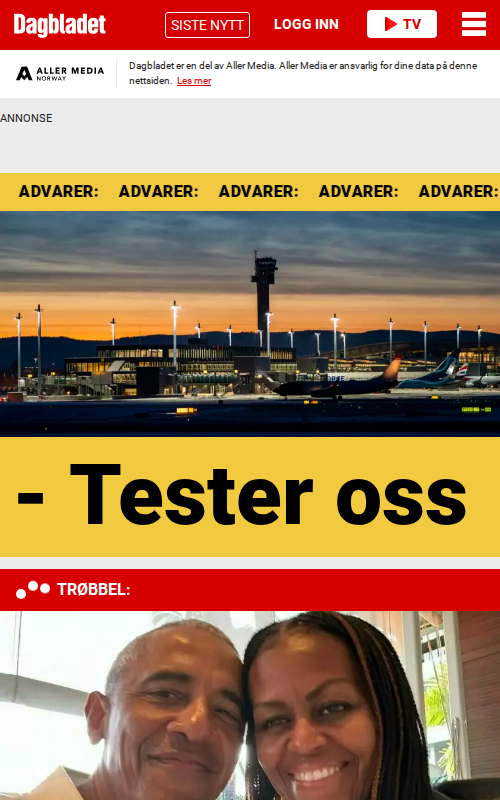 Dagbladet
SISTE NYTT
LOGG INN
TV
ALLER MEDIA
NORWAY
Dagbladet er en del av Aller Media. Aller Media er ansvarlig for dine data på denne
nettsiden. Les mer
ANNONSE
ADVARER: ADVARER: ADVARER: ADVARER: ADVARER:
- Tester oss
TRØBBEL: